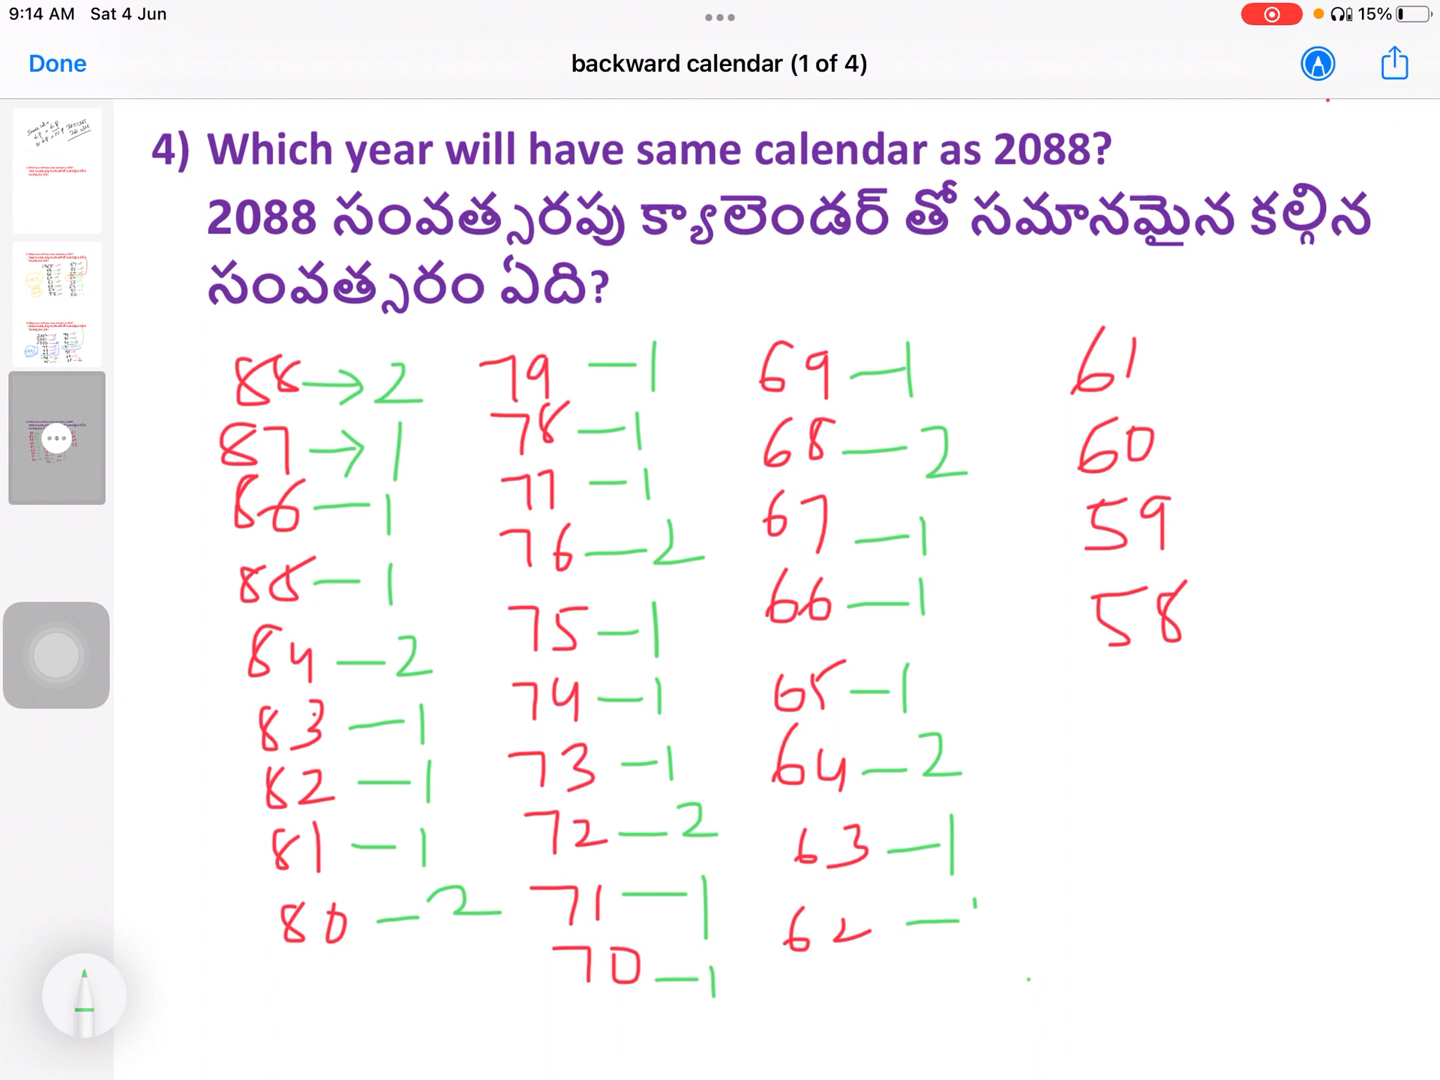 9:14 AM Sat 4 Jun
15%
Done
backward calendar (1 of 4)
4) Which year will have same calendar as 2088?
2088 సంవత్సరపు క్యాలెండర్ తో సమానమైన కల్గిన
సంవత్సరం ఏది?
88 → 2
87 → 1
86 — 1
85 — 1
84 — 2
83 — 1
82 — 1
81 — 1
80 — 2
79 — 1
78 — 1
77 — 1
76 — 2
75 — 1
74 — 1
73 — 1
72 — 2
71 — 1
70 — 1
69 — 1
68 — 2
67 — 1
66 — 1
65 — 1
64 — 2
63 — 1
62 — '
61
60
59
58